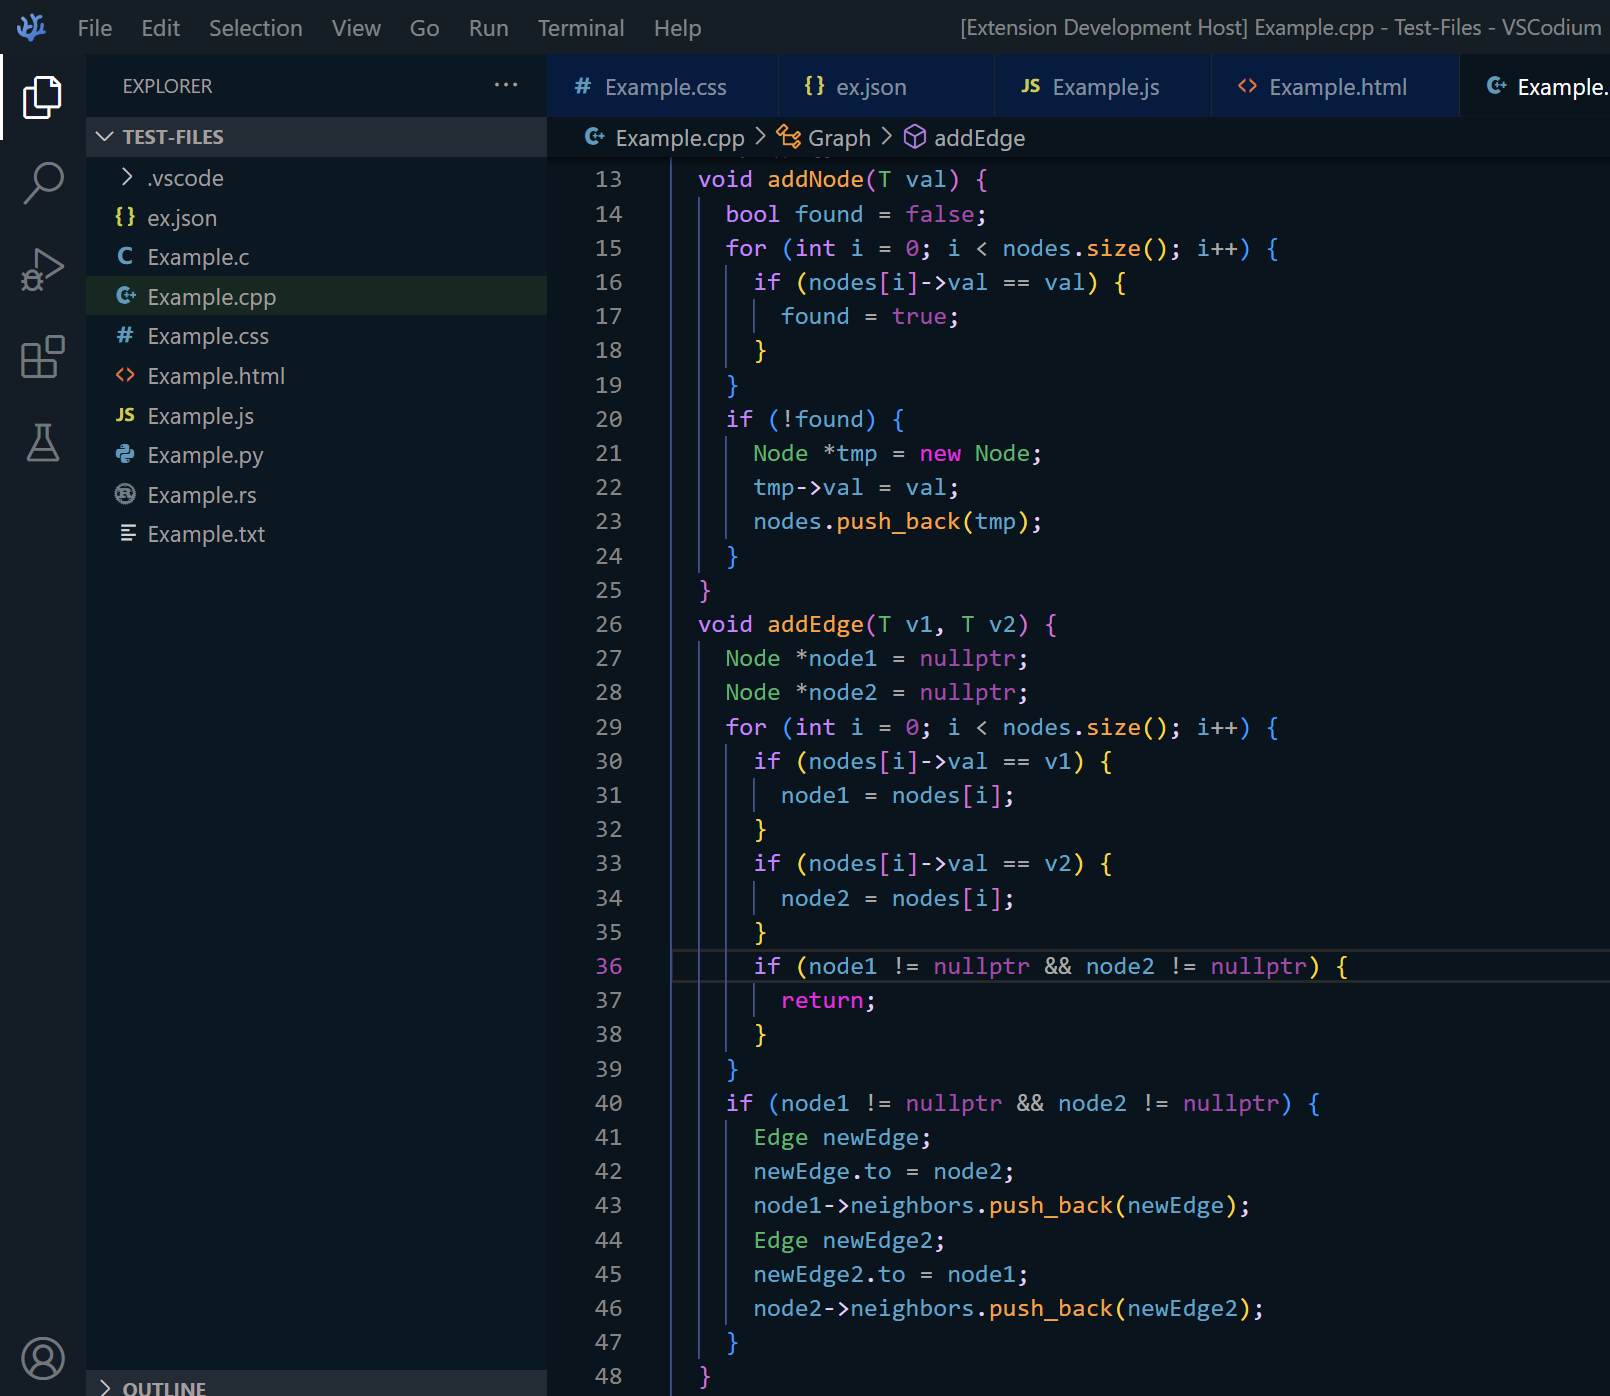 File Edit Selection View Go Run Terminal Help [Extension Development Host] Example.cpp - Test-Files - VSCodium
EXPLORER ···
TEST-FILES
.vscode
{} ex.json
C Example.c
C++ Example.cpp
# Example.css
<> Example.html
JS Example.js
Example.py
R Example.rs
Example.txt
OUTLINE
# Example.css {} ex.json JS Example.js <> Example.html C++ Example.
C++ Example.cpp > Graph > addEdge
13 void addNode(T val) {
14 bool found = false;
15 for (int i = 0; i < nodes.size(); i++) {
16 if (nodes[i]->val == val) {
17 found = true;
18 }
19 }
20 if (!found) {
21 Node *tmp = new Node;
22 tmp->val = val;
23 nodes.push_back(tmp);
24 }
25 }
26 void addEdge(T v1, T v2) {
27 Node *node1 = nullptr;
28 Node *node2 = nullptr;
29 for (int i = 0; i < nodes.size(); i++) {
30 if (nodes[i]->val == v1) {
31 node1 = nodes[i];
32 }
33 if (nodes[i]->val == v2) {
34 node2 = nodes[i];
35 }
36 if (node1 != nullptr && node2 != nullptr) {
37 return;
38 }
39 }
40 if (node1 != nullptr && node2 != nullptr) {
41 Edge newEdge;
42 newEdge.to = node2;
43 node1->neighbors.push_back(newEdge);
44 Edge newEdge2;
45 newEdge2.to = node1;
46 node2->neighbors.push_back(newEdge2);
47 }
48 }